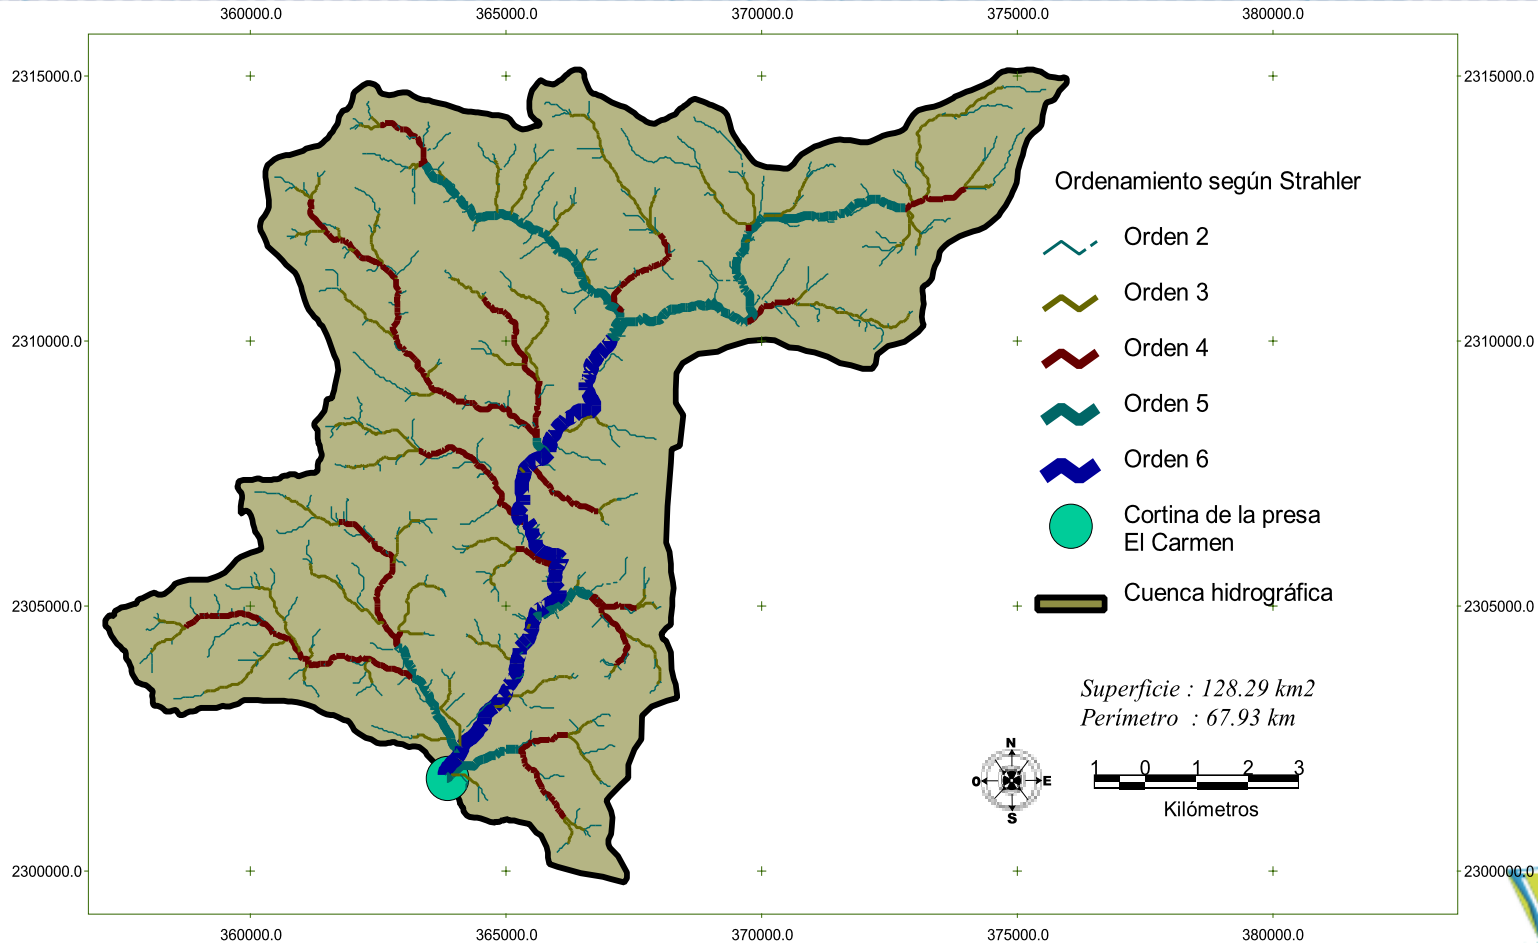 360000.0 365000.0 370000.0 375000.0 380000.0
2315000.0 2315000.0
Ordenamiento según Strahler
Orden 2
Orden 3
2310000.0 2310000.0
Orden 4
Orden 5
Orden 6
Cortina de la presa
El Carmen
Cuenca hidrográfica
2305000.0 2305000.0
Superficie : 128.29 km2
Perímetro : 67.93 km
N
O E
S
1 0 1 2 3
Kilómetros
2300000.0 2300000.0
360000.0 365000.0 370000.0 375000.0 380000.0